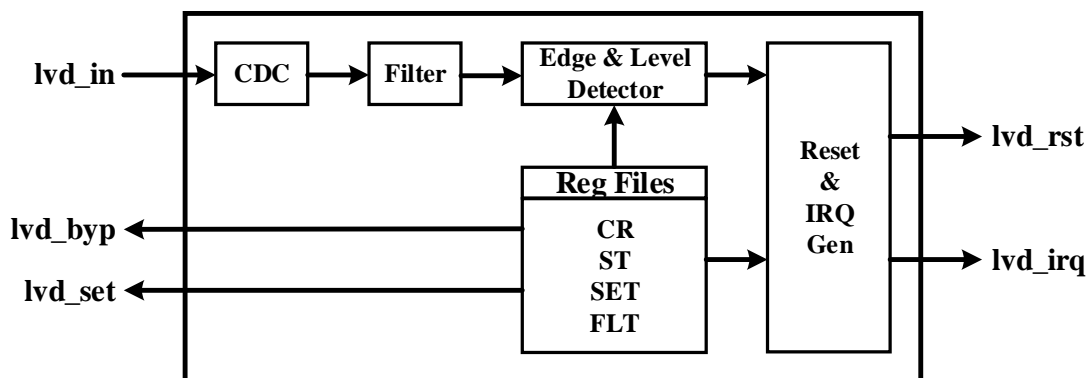 lvd_in
CDC
Filter
Edge & Level
Detector
Reg Files
CR
ST
SET
FLT
Reset
&
IRQ
Gen
lvd_rst
lvd_irq
lvd_byp
lvd_set